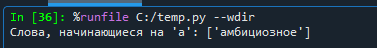 In [36]: %runfile C:/temp.py --wdir
Слова, начинающиеся на 'а': ['амбициозное']